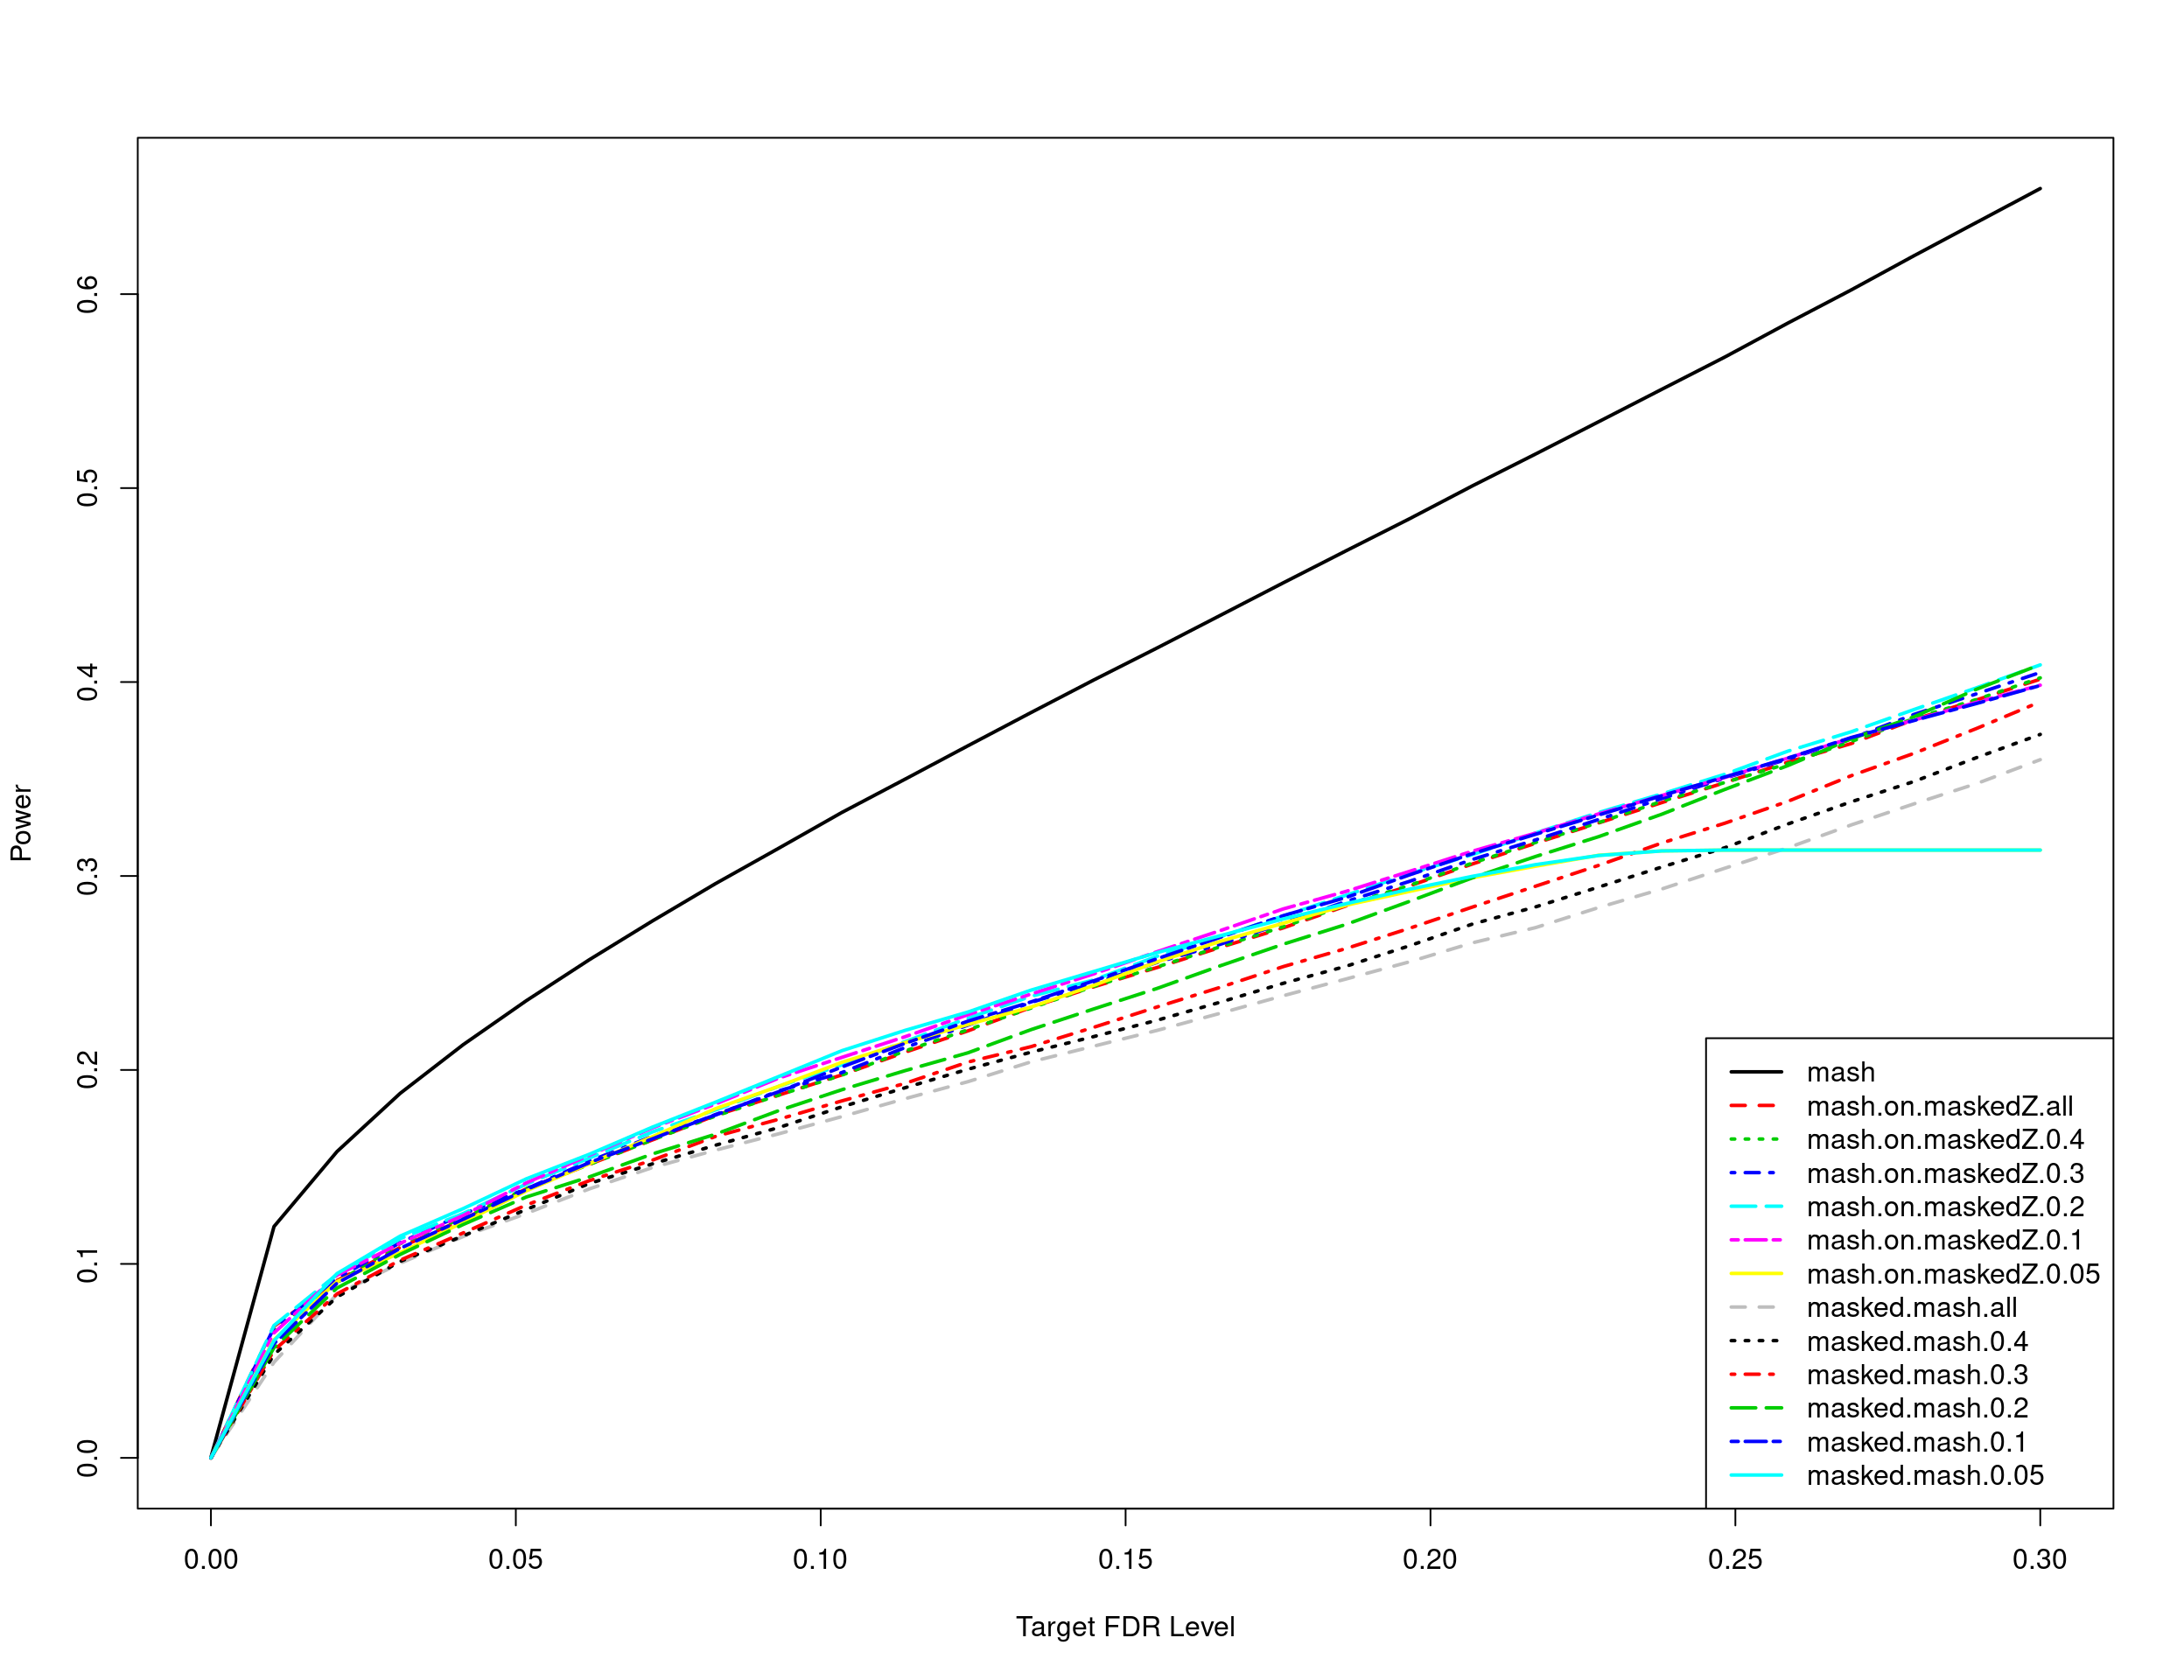 Power
0.6
0.5
0.4
0.3
0.2
0.1
0.0
mash
mash.on.maskedZ.all
mash.on.maskedZ.0.4
mash.on.maskedZ.0.3
mash.on.maskedZ.0.2
mash.on.maskedZ.0.1
mash.on.maskedZ.0.05
masked.mash.all
masked.mash.0.4
masked.mash.0.3
masked.mash.0.2
masked.mash.0.1
masked.mash.0.05
0.00 0.05 0.10 0.15 0.20 0.25 0.30
Target FDR Level